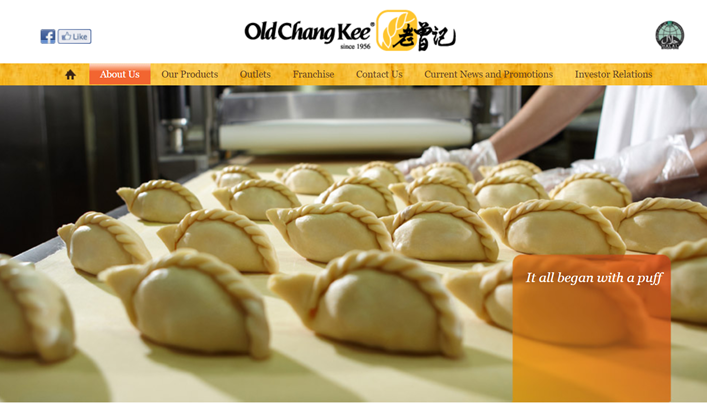 Like
Old Chang Kee®
since 1956
老曾记
About Us
Our Products
Outlets
Franchise
Contact Us
Current News and Promotions
Investor Relations
It all began with a puff